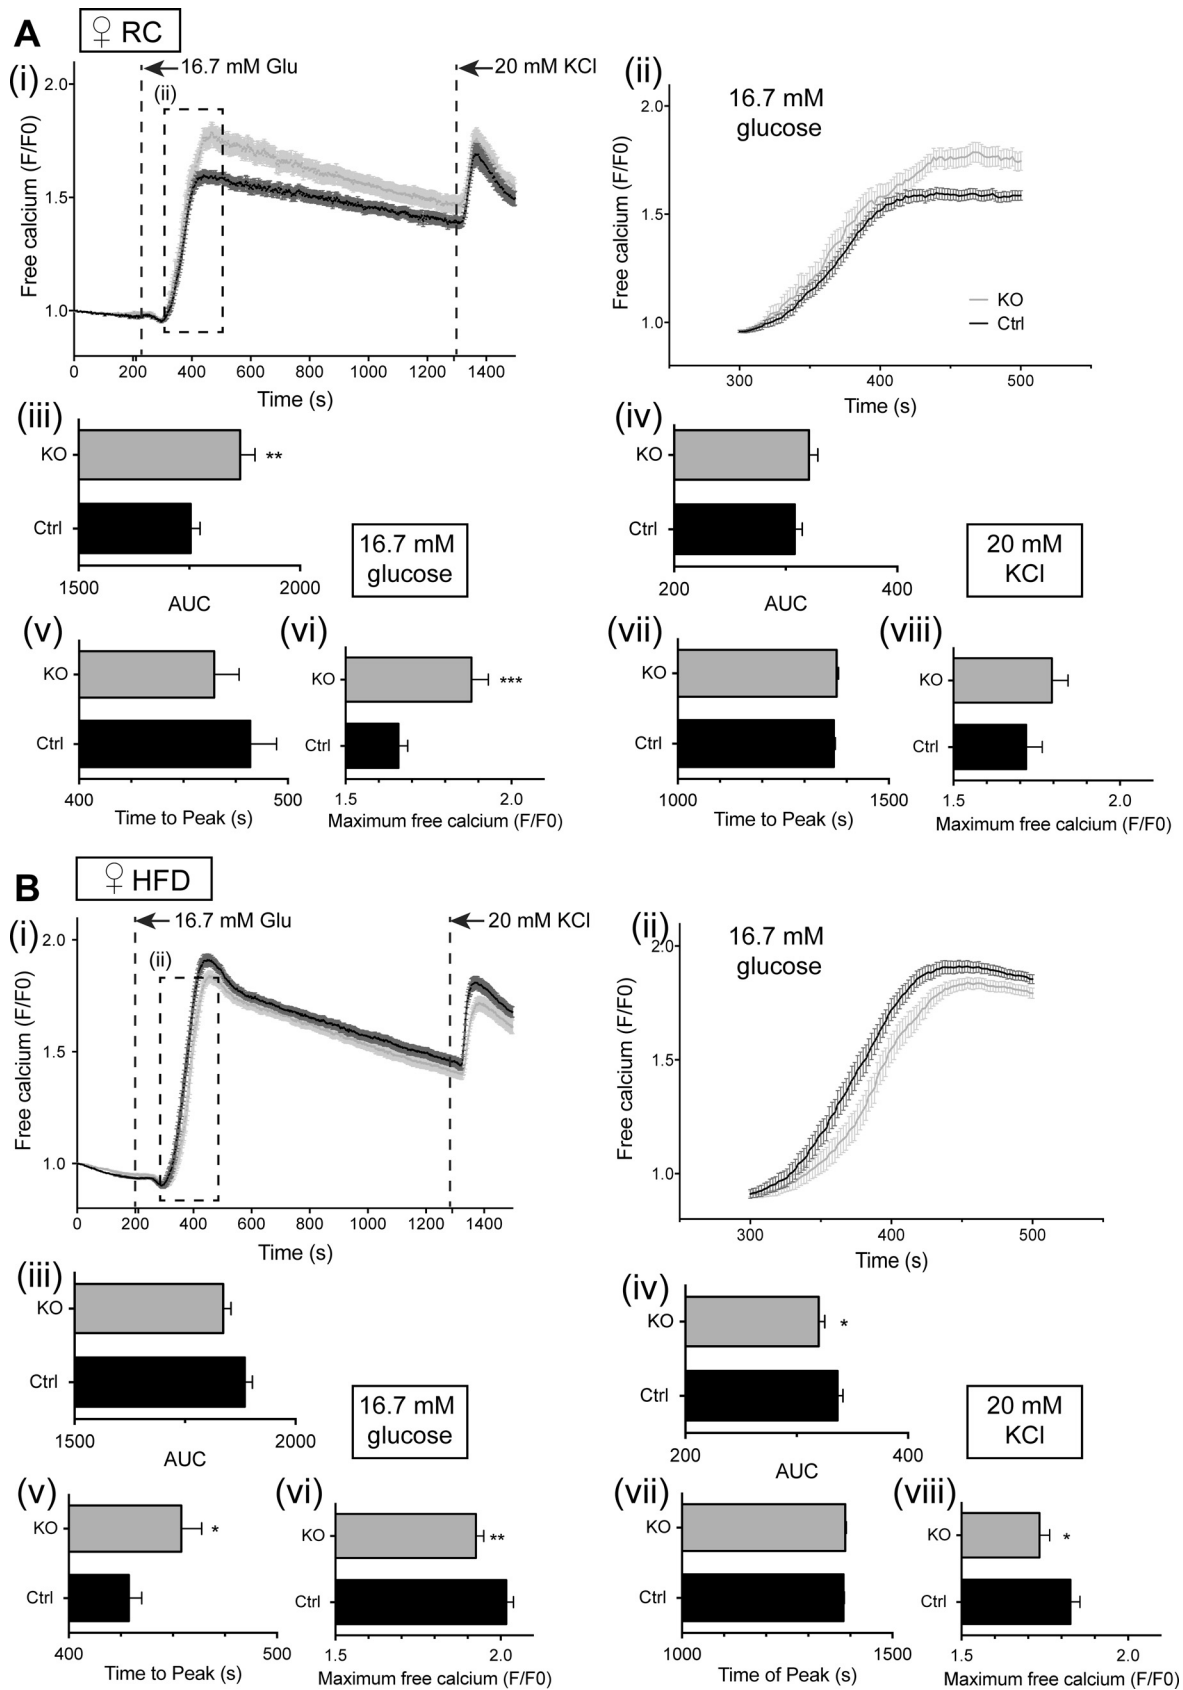 A
♀ RC
(i)
16.7 mM Glu
20 mM KCl
(ii)
2.0
1.5
1.0
Free calcium (F/F0)
0
200
400
600
800
1000
1200
1400
Time (s)
(ii)
16.7 mM
glucose
2.0
1.5
1.0
Free calcium (F/F0)
KO
Ctrl
300
400
500
Time (s)
(iii)
KO
**
Ctrl
1500
2000
AUC
16.7 mM
glucose
(iv)
KO
Ctrl
200
400
AUC
20 mM
KCl
(v)
KO
Ctrl
400
500
Time to Peak (s)
(vi)
KO
***
Ctrl
1.5
2.0
Maximum free calcium (F/F0)
(vii)
KO
Ctrl
1000
1500
Time to Peak (s)
(viii)
KO
Ctrl
1.5
2.0
Maximum free calcium (F/F0)
B
♀ HFD
(i)
16.7 mM Glu
20 mM KCl
(ii)
2.0
1.5
1.0
Free calcium (F/F0)
0
200
400
600
800
1000
1200
1400
Time (s)
(ii)
16.7 mM
glucose
2.0
1.5
1.0
Free calcium (F/F0)
300
400
500
Time (s)
(iii)
KO
Ctrl
1500
2000
AUC
16.7 mM
glucose
(iv)
KO
*
Ctrl
200
400
AUC
20 mM
KCl
(v)
KO
*
Ctrl
400
500
Time to Peak (s)
(vi)
KO
**
Ctrl
1.5
2.0
Maximum free calcium (F/F0)
(vii)
KO
Ctrl
1000
1500
Time of Peak (s)
(viii)
KO
*
Ctrl
1.5
2.0
Maximum free calcium (F/F0)